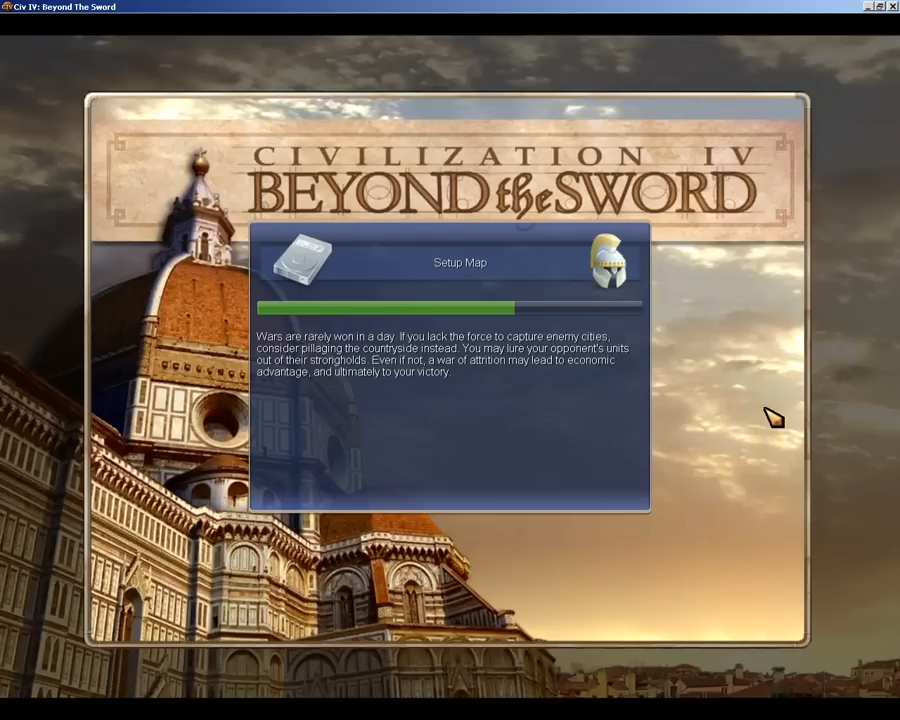 Civ IV: Beyond The Sword
CIVILIZATION IV
BEYOND the SWORD
Setup Map
Wars are rarely won in a day. If you lack the force to capture enemy cities,
consider pillaging the countryside instead. You may lure your opponent's units
out of their strongholds. Even if not, a war of attrition may lead to economic
advantage, and ultimately to your victory.